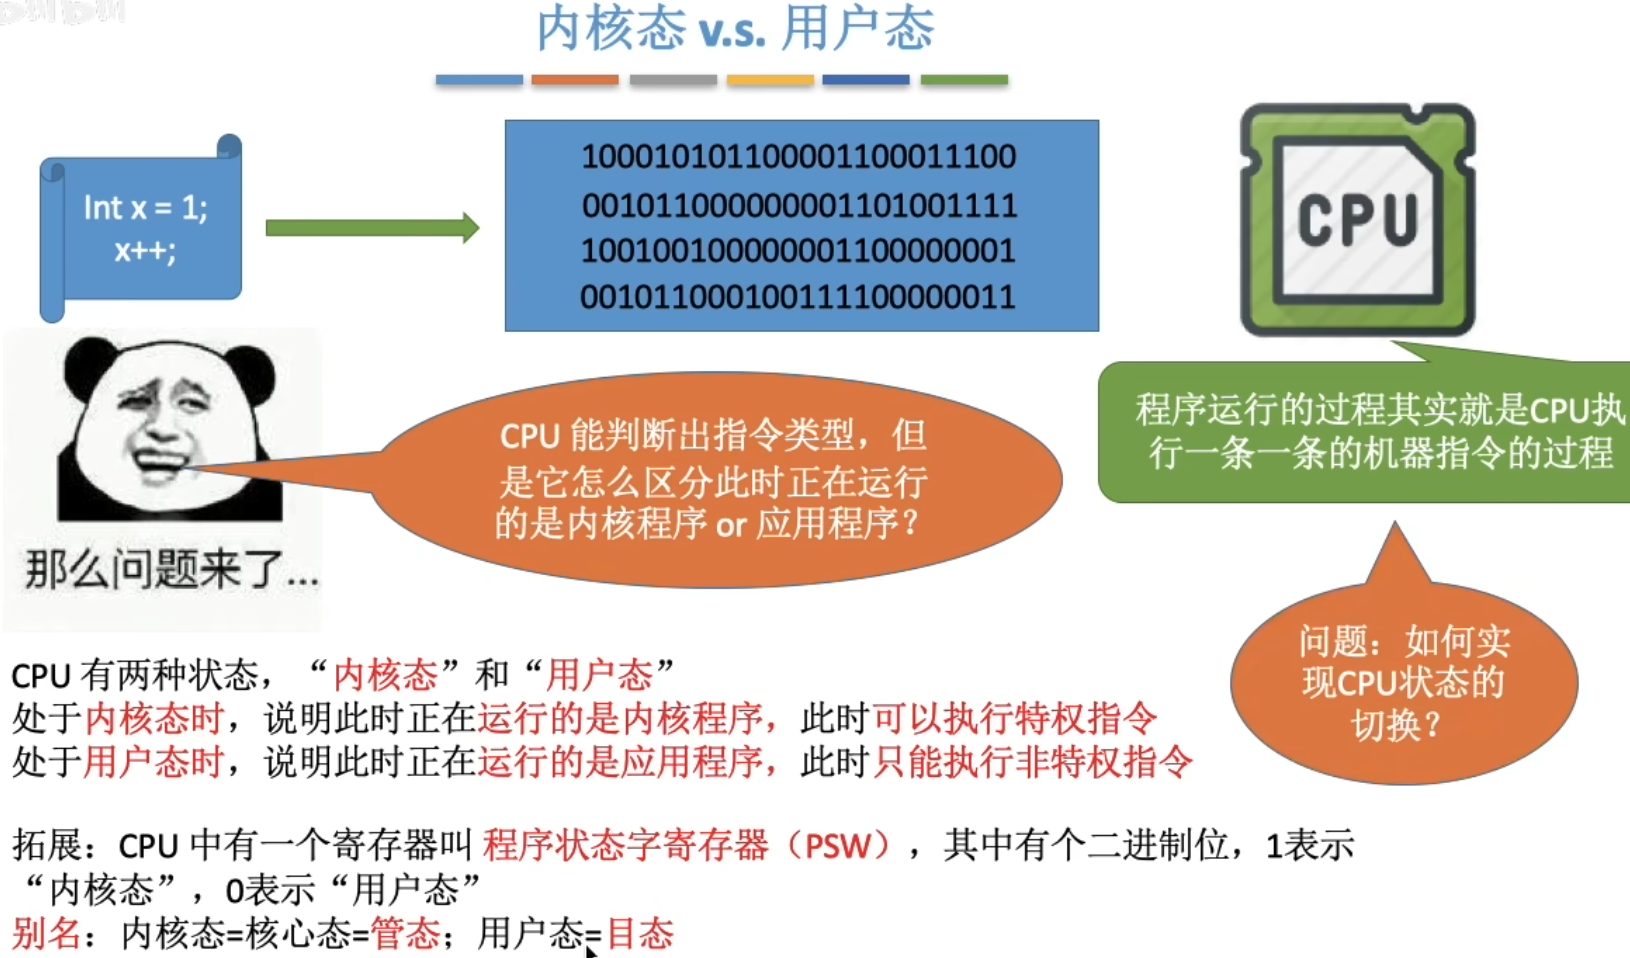 内核态 v.s. 用户态
Int x = 1;
x++;
100010101100001100011100
001011000000001101001111
100100100000001100000001
001011000100111100000011
CPU
程序运行的过程其实就是CPU执
行一条一条的机器指令的过程
CPU 能判断出指令类型，但
是它怎么区分此时正在运行
的是内核程序 or 应用程序？
那么问题来了...
问题：如何实
现CPU状态的
切换？
CPU 有两种状态，“内核态”和“用户态”
处于内核态时，说明此时正在运行的是内核程序，此时可以执行特权指令
处于用户态时，说明此时正在运行的是应用程序，此时只能执行非特权指令
拓展：CPU 中有一个寄存器叫 程序状态字寄存器（PSW），其中有个二进制位，1表示
“内核态”，0表示“用户态”
别名：内核态=核心态=管态；用户态=目态